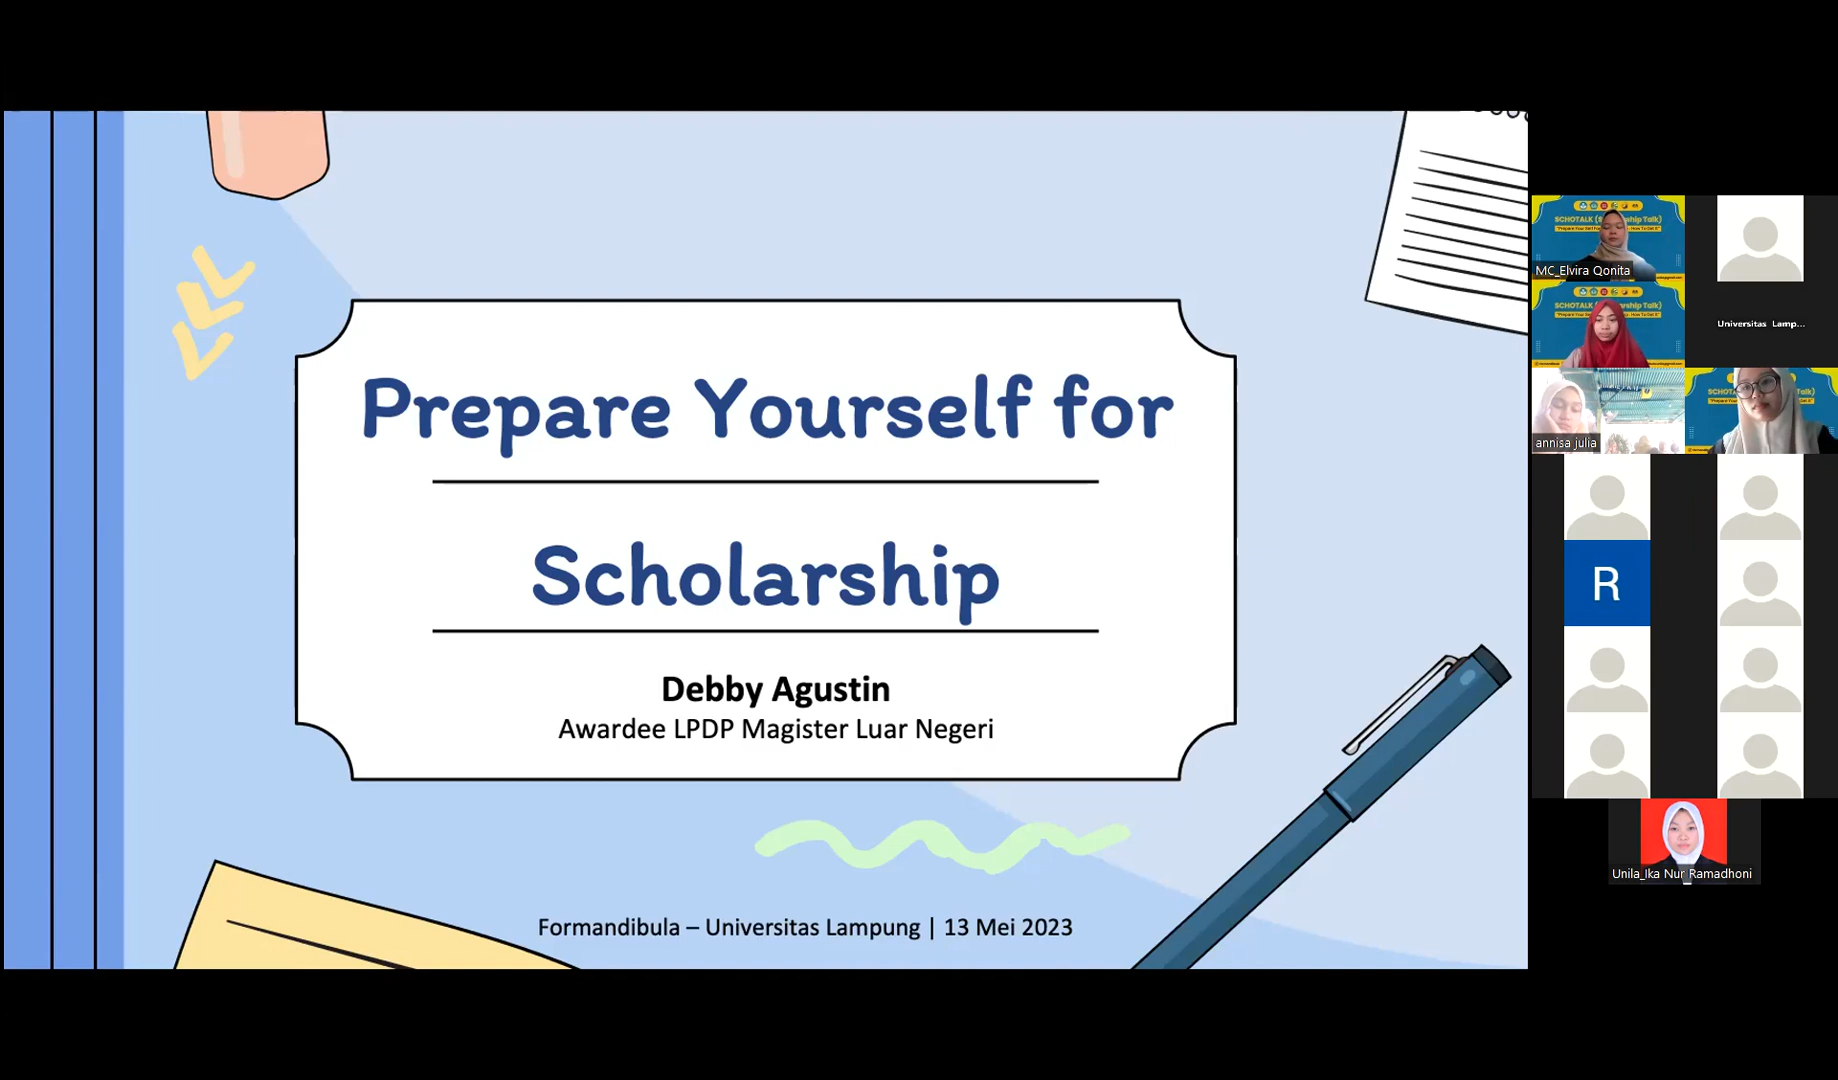 Prepare Yourself for
Scholarship
Debby Agustin
Awardee LPDP Magister Luar Negeri
Formandibula – Universitas Lampung | 13 Mei 2023
SCHOTALK
MC_Elvira Qonita
Universitas Lamp...
annisa julia
R
Unila_Ika Nur Ramadhoni